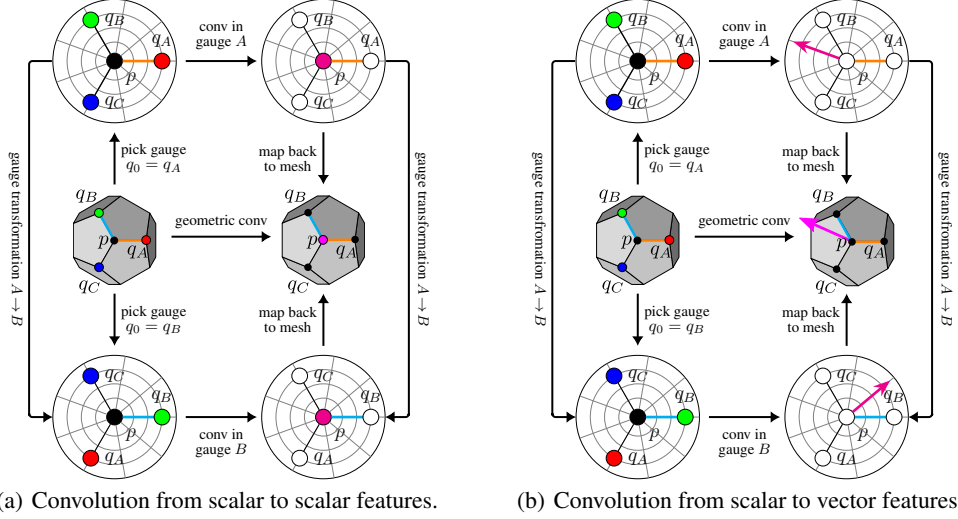 q_B
q_A
p
q_C
conv in
gauge A
q_B
q_A
p
q_C
gauge transformation A → B
pick gauge
q_0 = q_A
map back
to mesh
gauge transformation A → B
q_B
p
q_A
q_C
geometric conv
q_B
p
q_A
q_C
pick gauge
q_0 = q_B
map back
to mesh
q_C
q_B
p
q_A
conv in
gauge B
q_C
q_B
p
q_A
(a) Convolution from scalar to scalar features.
q_B
q_A
p
q_C
conv in
gauge A
q_B
q_A
p
q_C
gauge transformation A → B
pick gauge
q_0 = q_A
map back
to mesh
gauge transfromation A → B
q_B
p
q_A
q_C
geometric conv
q_B
p
q_A
q_C
pick gauge
q_0 = q_B
map back
to mesh
q_C
q_B
p
q_A
conv in
gauge B
q_C
q_B
p
q_A
(b) Convolution from scalar to vector features